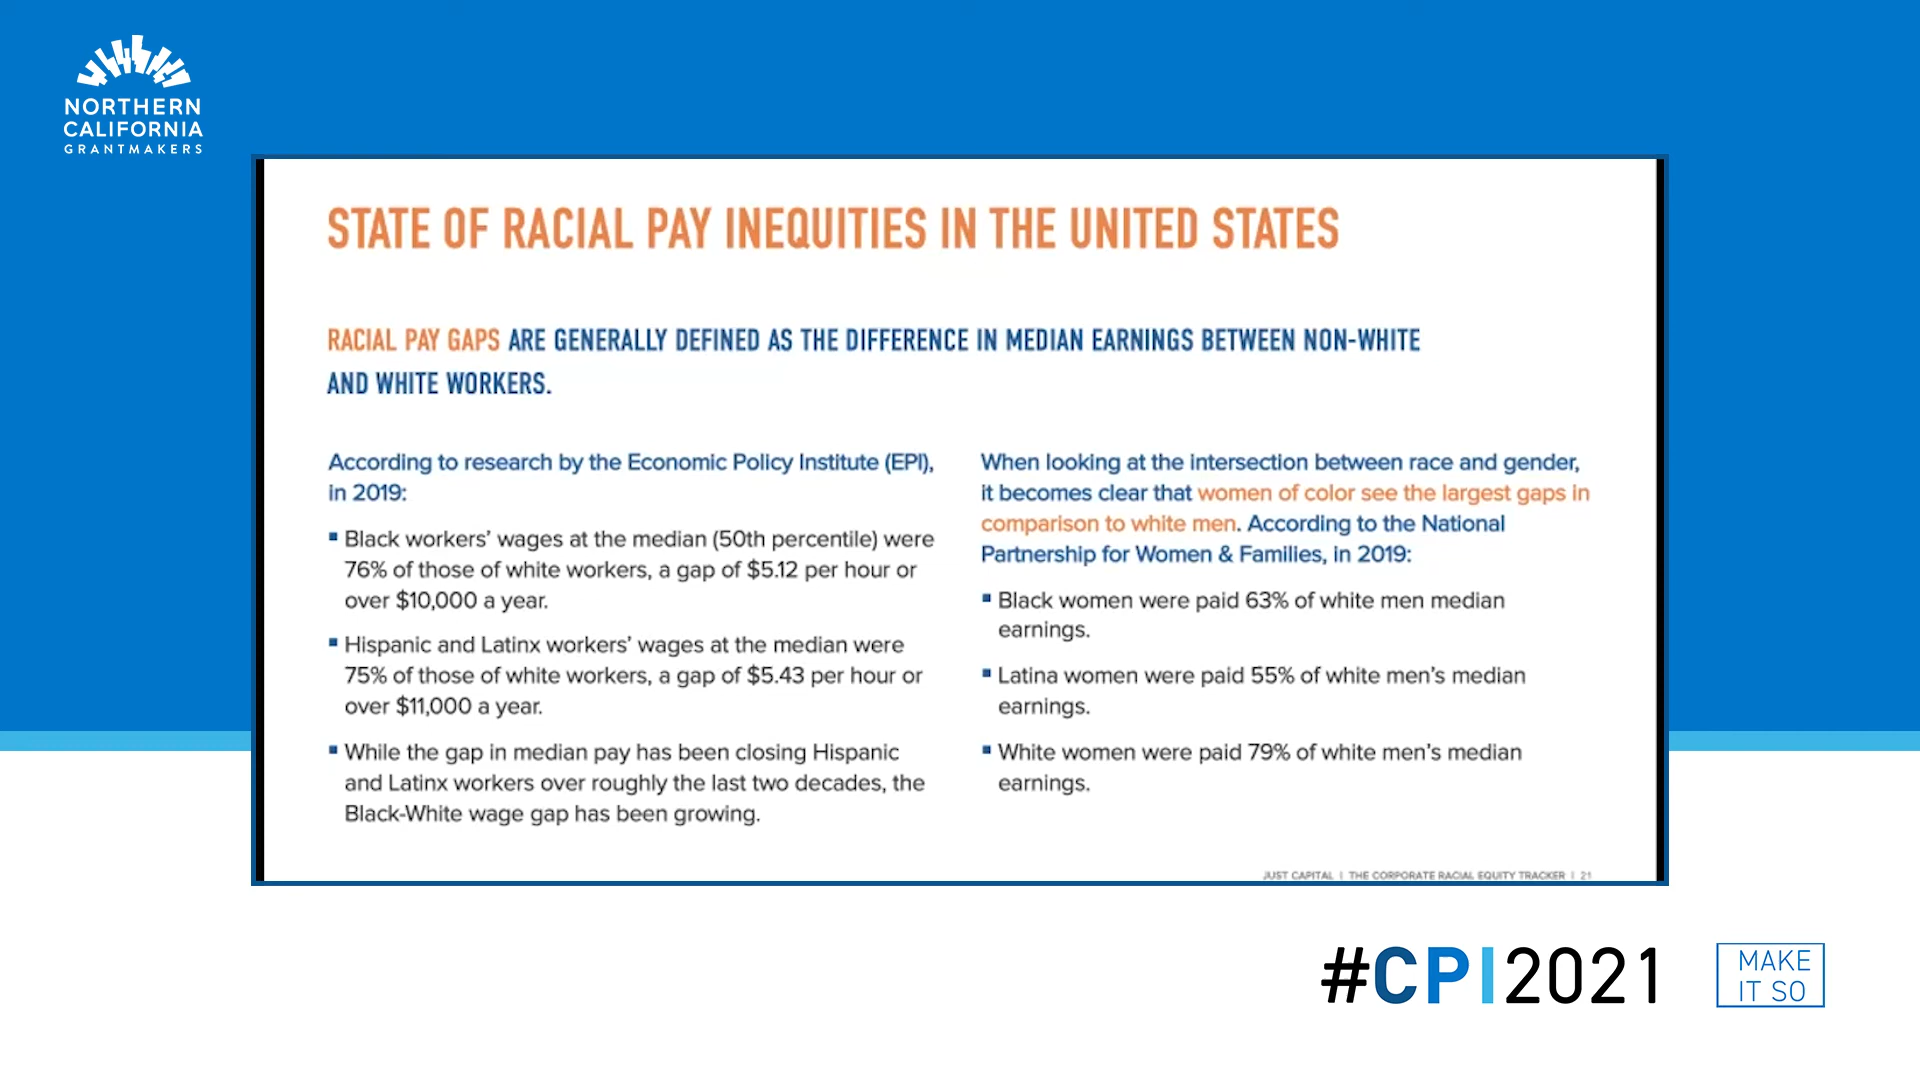 NORTHERN
CALIFORNIA
GRANTMAKERS
STATE OF RACIAL PAY INEQUITIES IN THE UNITED STATES
RACIAL PAY GAPS ARE GENERALLY DEFINED AS THE DIFFERENCE IN MEDIAN EARNINGS BETWEEN NON-WHITE
AND WHITE WORKERS.
According to research by the Economic Policy Institute (EPI),
in 2019:
▪ Black workers’ wages at the median (50th percentile) were
76% of those of white workers, a gap of $5.12 per hour or
over $10,000 a year.
▪ Hispanic and Latinx workers’ wages at the median were
75% of those of white workers, a gap of $5.43 per hour or
over $11,000 a year.
▪ While the gap in median pay has been closing Hispanic
and Latinx workers over roughly the last two decades, the
Black-White wage gap has been growing.
When looking at the intersection between race and gender,
it becomes clear that women of color see the largest gaps in
comparison to white men. According to the National
Partnership for Women & Families, in 2019:
▪ Black women were paid 63% of white men median
earnings.
▪ Latina women were paid 55% of white men’s median
earnings.
▪ White women were paid 79% of white men’s median
earnings.
JUST CAPITAL | THE CORPORATE RACIAL EQUITY TRACKER | 21
#CPI2021
MAKE
IT SO